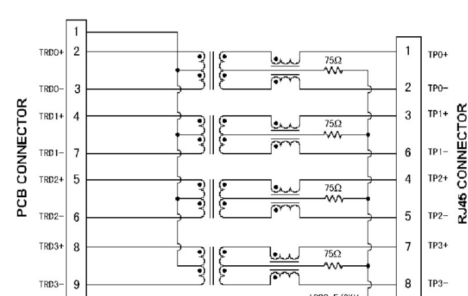 PCB CONNECTOR
1
TRD0+ 2
TRD0- 3
TRD1+ 4
TRD1- 7
TRD2+ 5
TRD2- 6
TRD3+ 8
TRD3- 9
75Ω
75Ω
75Ω
75Ω
1 TP0+
2 TP0-
3 TP1+
6 TP1-
4 TP2+
5 TP2-
7 TP3+
8 TP3-
RJ45 CONNECTOR